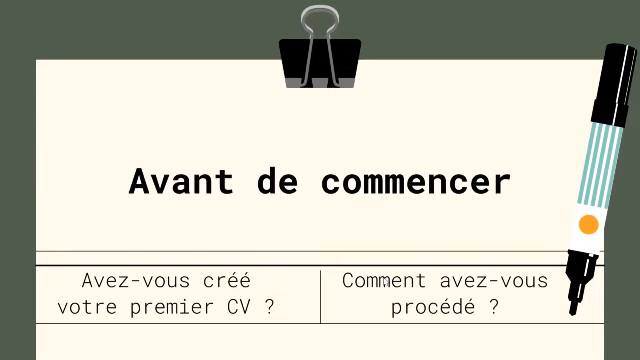 Avant de commencer
Avez-vous créé
votre premier CV ?
Comment avez-vous
procédé ?